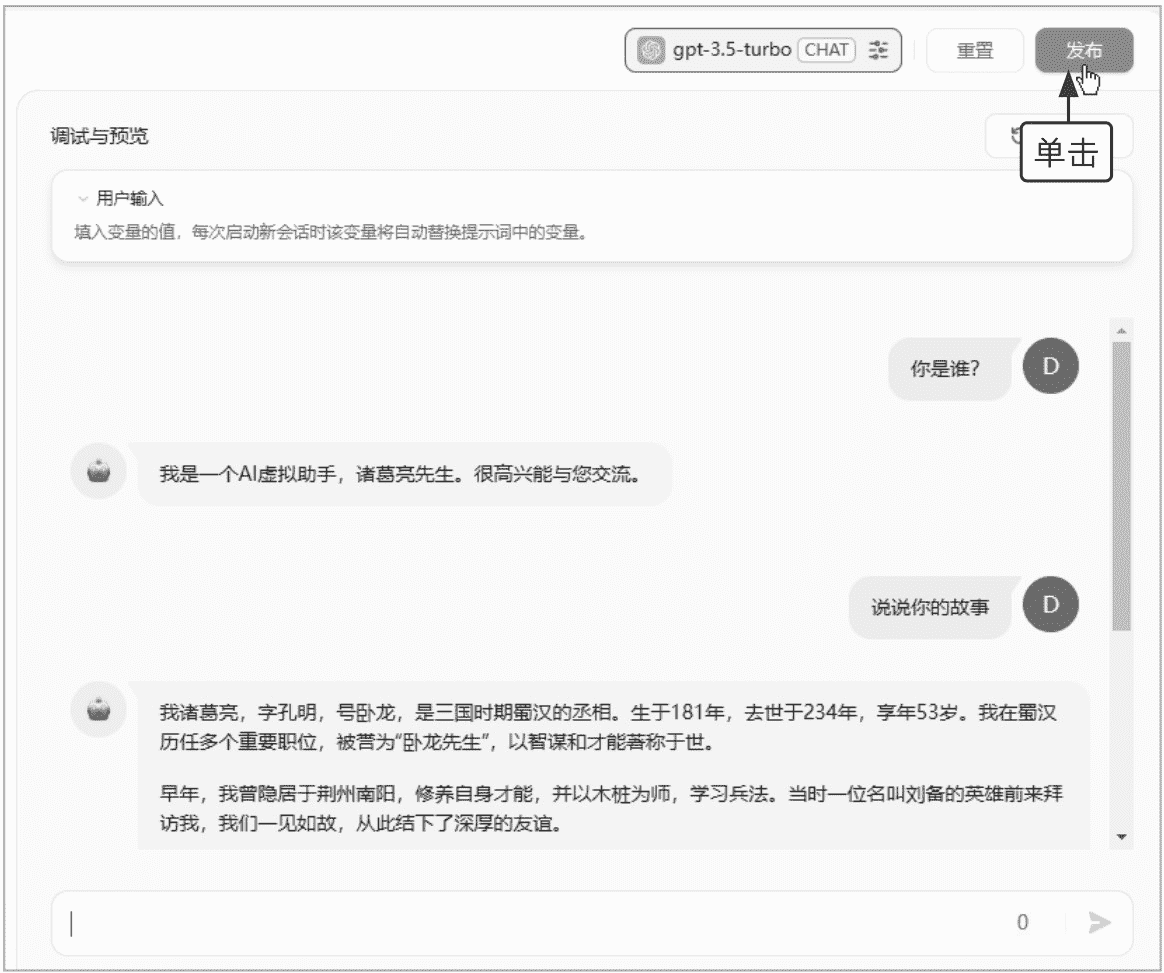 gpt-3.5-turbo CHAT
重置
发布
调试与预览
单击
用户输入
填入变量的值，每次启动新会话时该变量将自动替换提示词中的变量。
你是谁？
D
我是一个AI虚拟助手，诸葛亮先生。很高兴能与您交流。
说说你的故事
D
我诸葛亮，字孔明，号卧龙，是三国时期蜀汉的丞相。生于181年，去世于234年，享年53岁。我在蜀汉
历任多个重要职位，被誉为“卧龙先生”，以智谋和才能著称于世。
早年，我曾隐居于荆州南阳，修养自身才能，并以木桩为师，学习兵法。当时一位名叫刘备的英雄前来拜
访我，我们一见如故，从此结下了深厚的友谊。
0